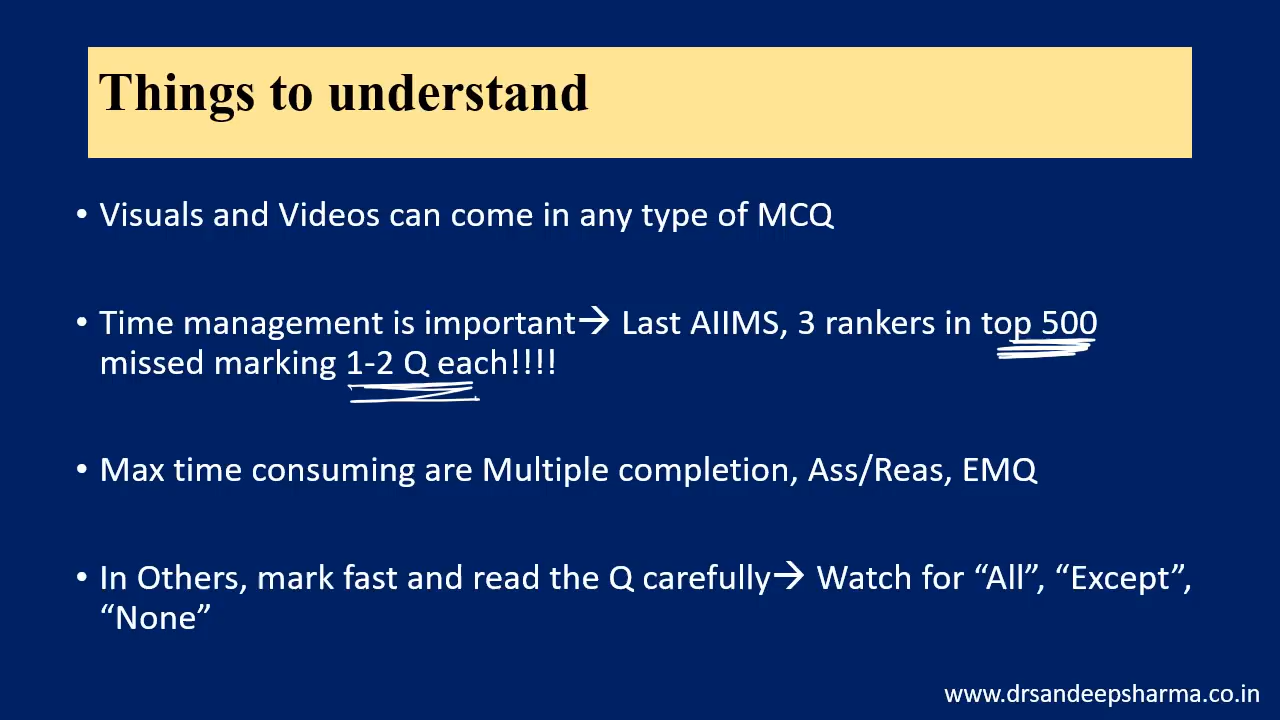 Things to understand
• Visuals and Videos can come in any type of MCQ
• Time management is important→ Last AIIMS, 3 rankers in top 500
missed marking 1-2 Q each!!!!
• Max time consuming are Multiple completion, Ass/Reas, EMQ
• In Others, mark fast and read the Q carefully→ Watch for “All”, “Except”,
“None”
www.drsandeepsharma.co.in